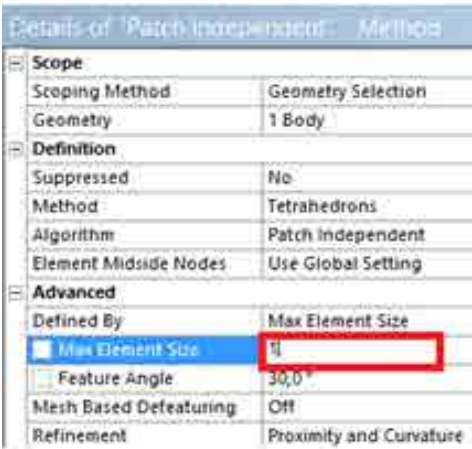 Details of "Patch Independent" - Method
Scope
Scoping Method Geometry Selection
Geometry 1 Body
Definition
Suppressed No
Method Tetrahedrons
Algorithm Patch Independent
Element Midside Nodes Use Global Setting
Advanced
Defined By Max Element Size
Max Element Size 1
Feature Angle 30,0 °
Mesh Based Defeaturing Off
Refinement Proximity and Curvature